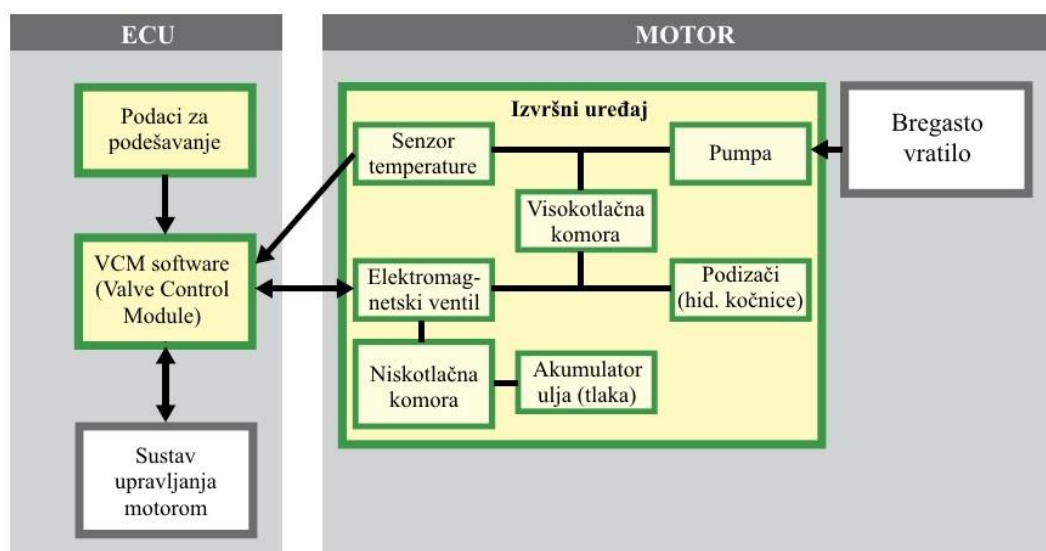 ECU
Podaci za
podešavanje
VCM software
(Valve Control
Module)
Sustav
upravljanja
motorom
MOTOR
Izvršni uređaj
Senzor
temperature
Pumpa
Bregasto
vratilo
Visokotlačna
komora
Elektromag-
netski ventil
Podizači
(hid. kočnice)
Niskotlačna
komora
Akumulator
ulja (tlaka)